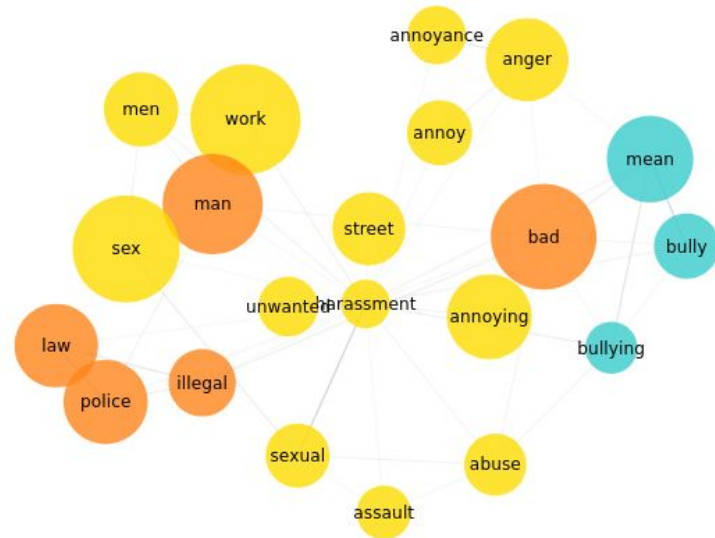 annoyance
anger
men
work
annoy
mean
man
street
bad
bully
sex
unwanted
harassment
annoying
law
bullying
illegal
police
sexual
abuse
assault